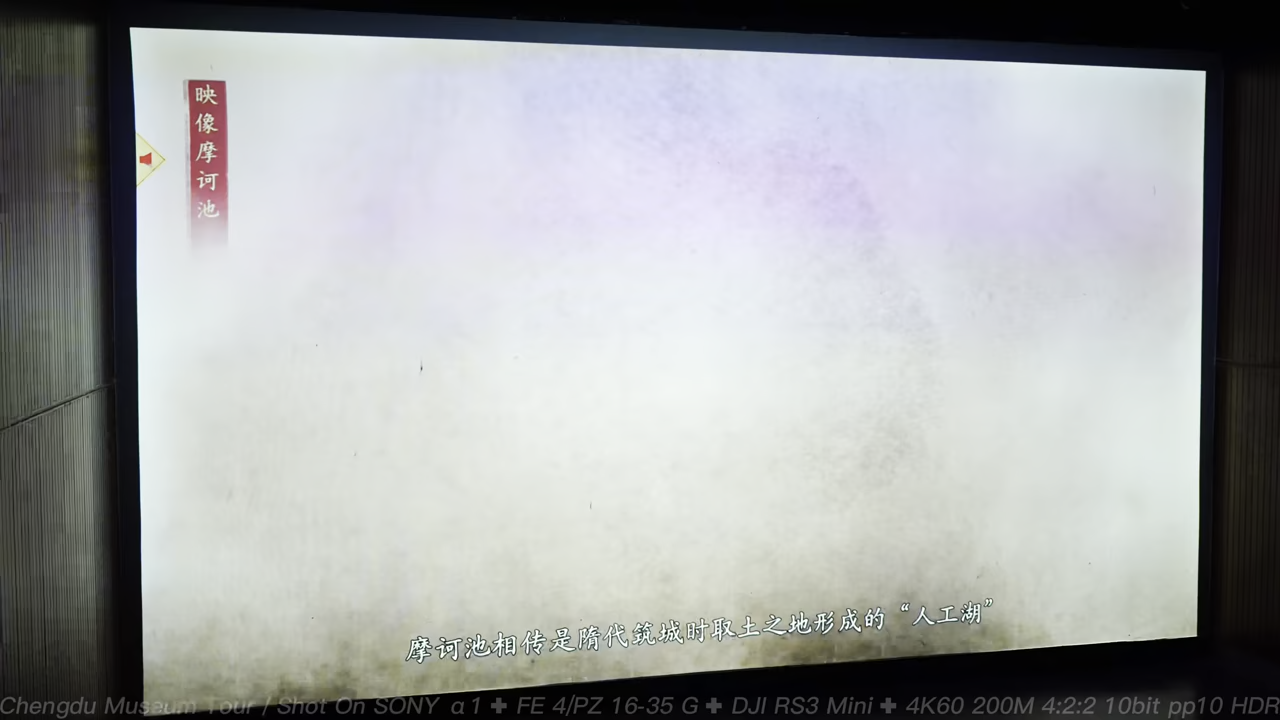 映像摩诃池
摩诃池相传是隋代筑城时取土之地形成的“人工湖”
Chengdu Museum Tour / Shot On SONY α1 ✚ FE 4/PZ 16-35 G ✚ DJI RS3 Mini ✚ 4K60 200M 4:2:2 10bit pp10 HDR